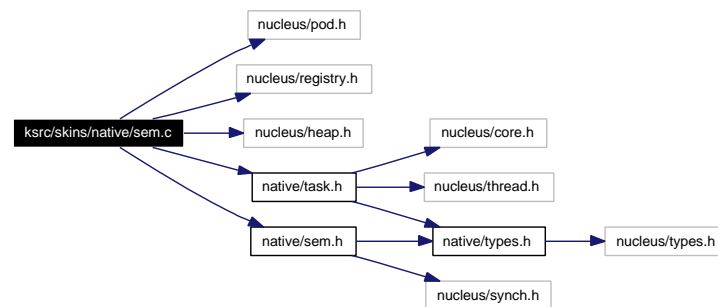 nucleus/pod.h
nucleus/registry.h
ksrc/skins/native/sem.c
nucleus/heap.h
nucleus/core.h
native/task.h
nucleus/thread.h
native/sem.h
native/types.h
nucleus/types.h
nucleus/synch.h